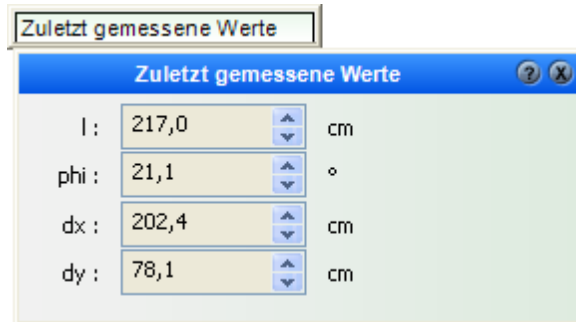 Zuletzt gemessene Werte
Zuletzt gemessene Werte
l : 217,0 cm
phi : 21,1 °
dx : 202,4 cm
dy : 78,1 cm